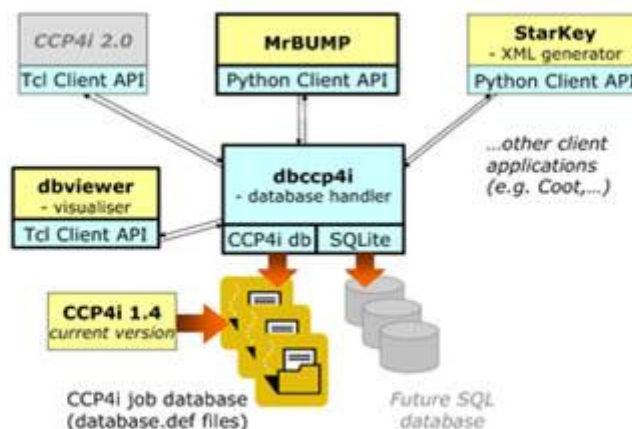 CCP4i 2.0
Tcl Client API
MrBUMP
Python Client API
StarKey
- XML generator
Python Client API
...other client
applications
(e.g. Coot,...)
dbccp4i
- database handler
CCP4i db
SQLite
dbviewer
- visualiser
Tcl Client API
CCP4i 1.4
current version
CCP4i job database
(database.def files)
Future SQL
database